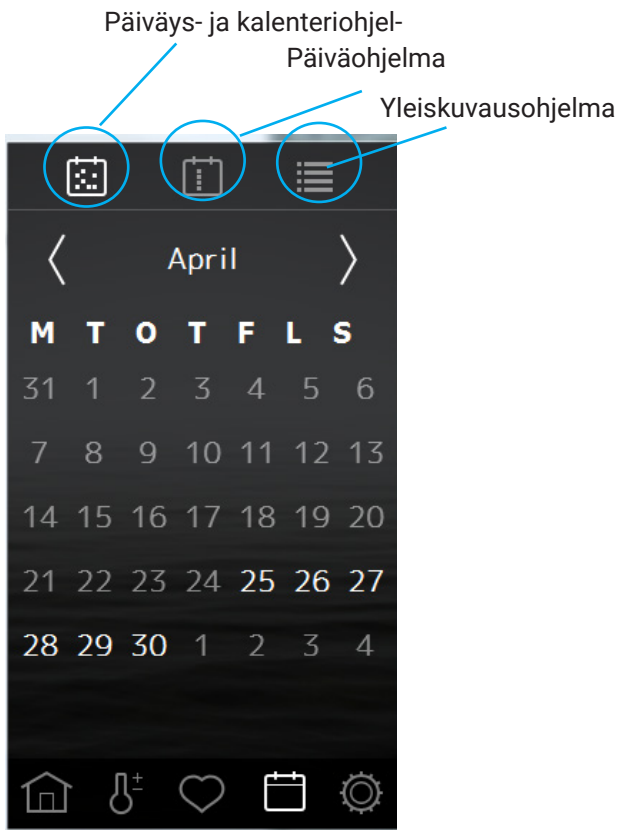 Päiväys- ja kalenteriohjel-
Päiväohjelma
Yleiskuvausohjelma
April
M T O T F L S
31 1 2 3 4 5 6
7 8 9 10 11 12 13
14 15 16 17 18 19 20
21 22 23 24 25 26 27
28 29 30 1 2 3 4